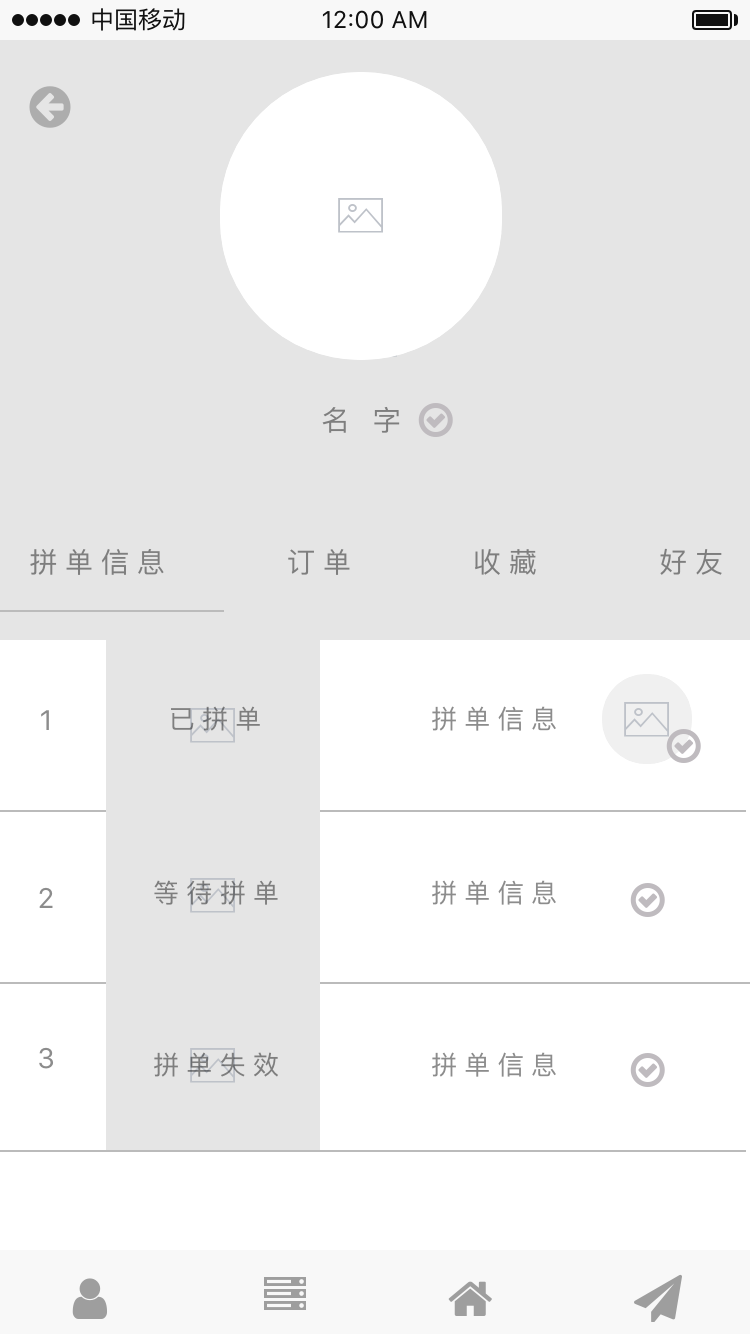 中国移动 12:00 AM
名 字
拼单信息 订单 收藏 好友
1 已拼单 拼单信息
2 等待拼单 拼单信息
3 拼单失效 拼单信息